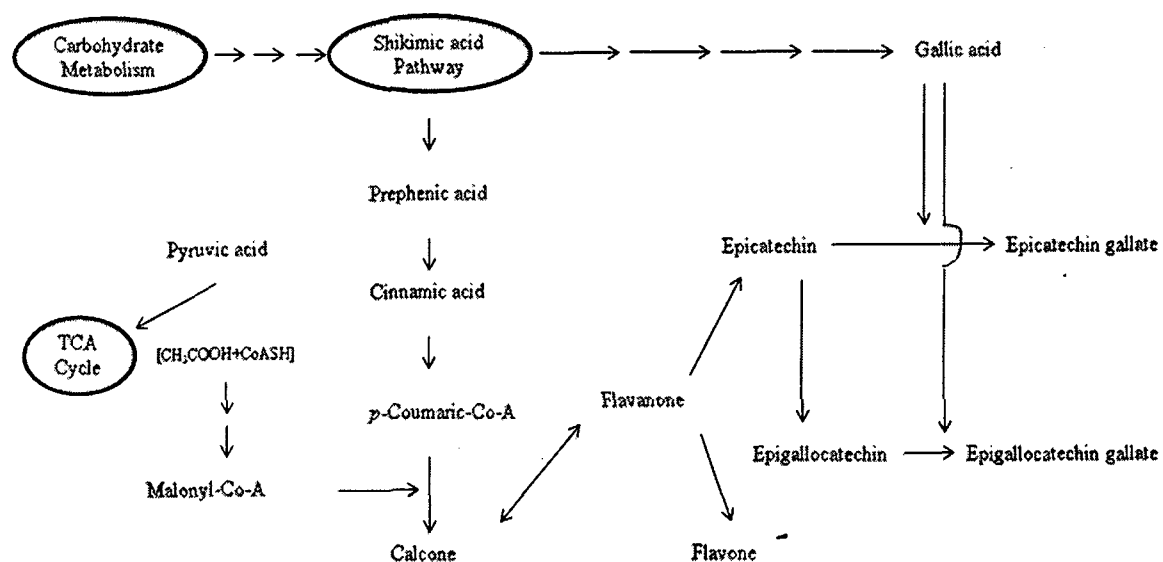 Carbohydrate
Metabolism
Shikimic acid
Pathway
Gallic acid
Prephenic acid
Pyruvic acid
Epicatechin
Epicatechin gallate
Cinnamic acid
TCA
Cycle
[CH3COOH+CoASH]
p-Coumaric-Co-A
Flavanone
Epigallocatechin
Epigallocatechin gallate
Malonyl-Co-A
Calcone
Flavone